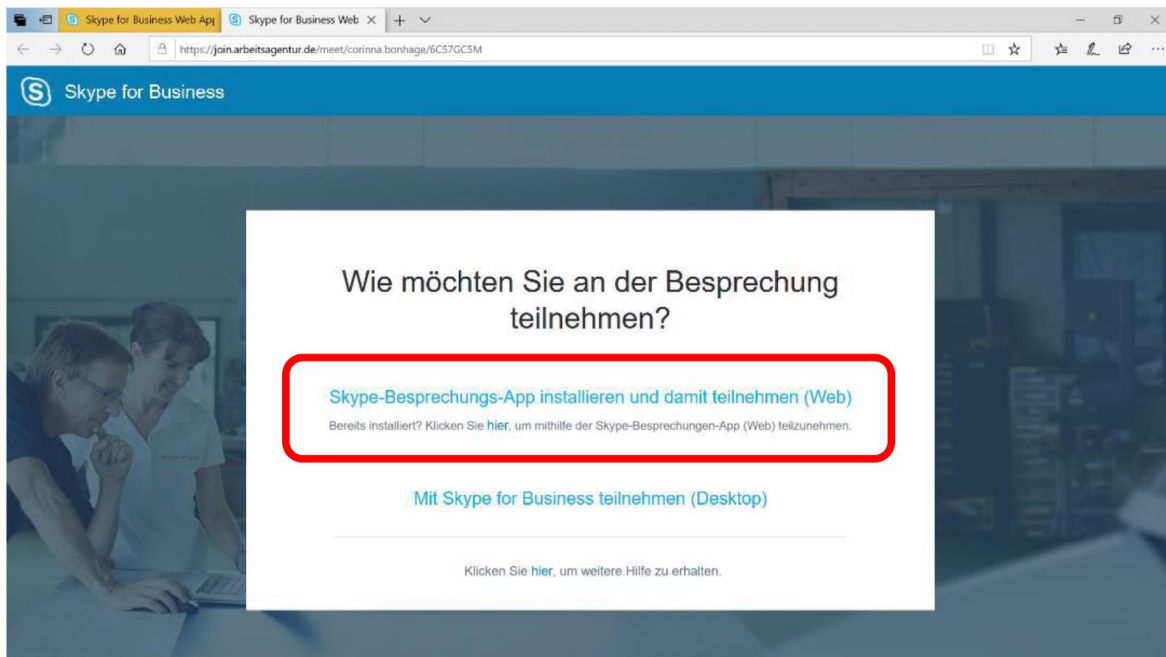 Skype for Business Web Ap
Skype for Business Web
https://join.arbeitsagentur.de/meet/corinna.bonhage/6C57GC5M
Skype for Business
Wie möchten Sie an der Besprechung
teilnehmen?
Skype-Besprechungs-App installieren und damit teilnehmen (Web)
Bereits installiert? Klicken Sie hier, um mithilfe der Skype-Besprechungen-App (Web) teilzunehmen.
Mit Skype for Business teilnehmen (Desktop)
Klicken Sie hier, um weitere Hilfe zu erhalten.